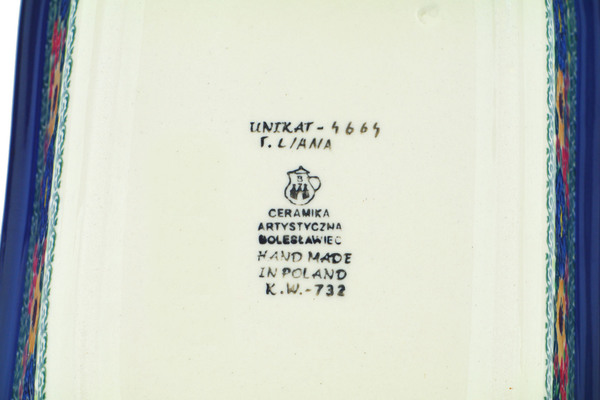 UNIKAT - 4664
T. LIANA
CERAMIKA
ARTYSTYCZNA
BOLESŁAWIEC
HAND MADE
IN POLAND
K.W.-732